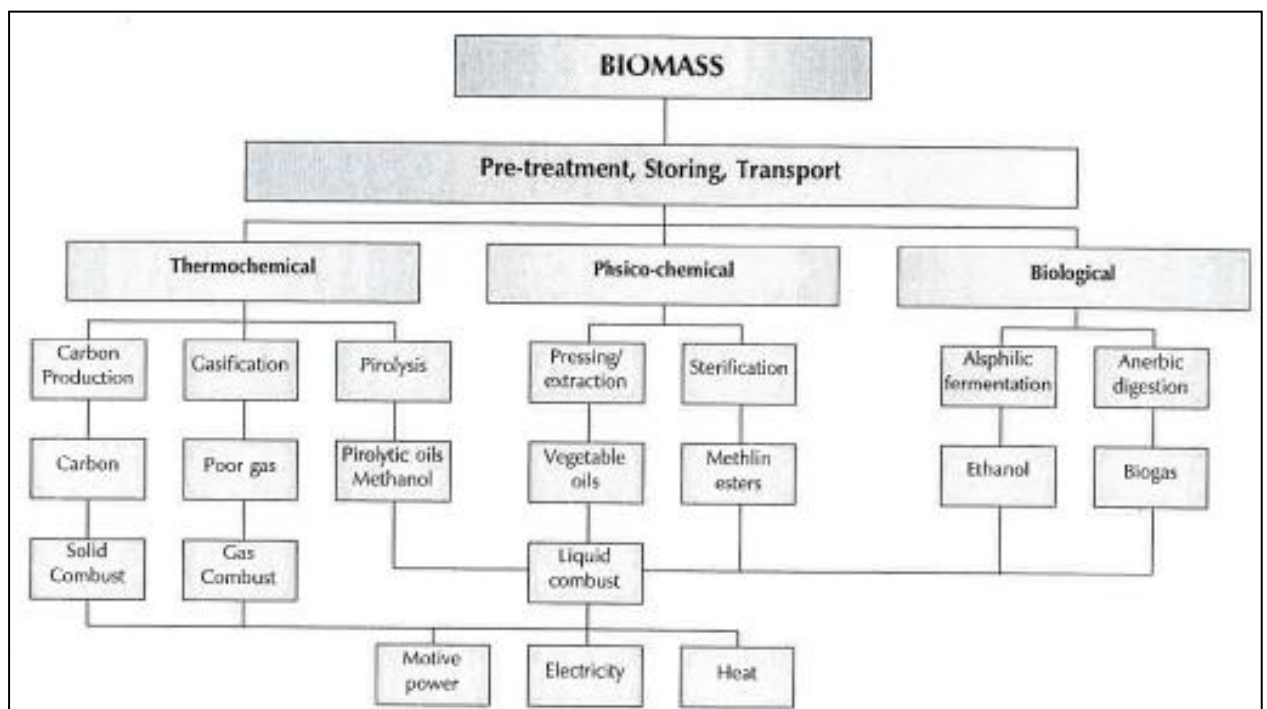 BIOMASS
Pre-treatment, Storing, Transport
Thermochemical
Phsico-chemical
Biological
Carbon
Production
Gasification
Pirolysis
Pressing/
extraction
Sterification
Alsphilic
fermentation
Anerbic
digestion
Carbon
Poor gas
Pirolytic oils
Methanol
Vegetable
oils
Methlin
esters
Ethanol
Biogas
Solid
Combust
Gas
Combust
Liquid
combust
Motive
power
Electricity
Heat